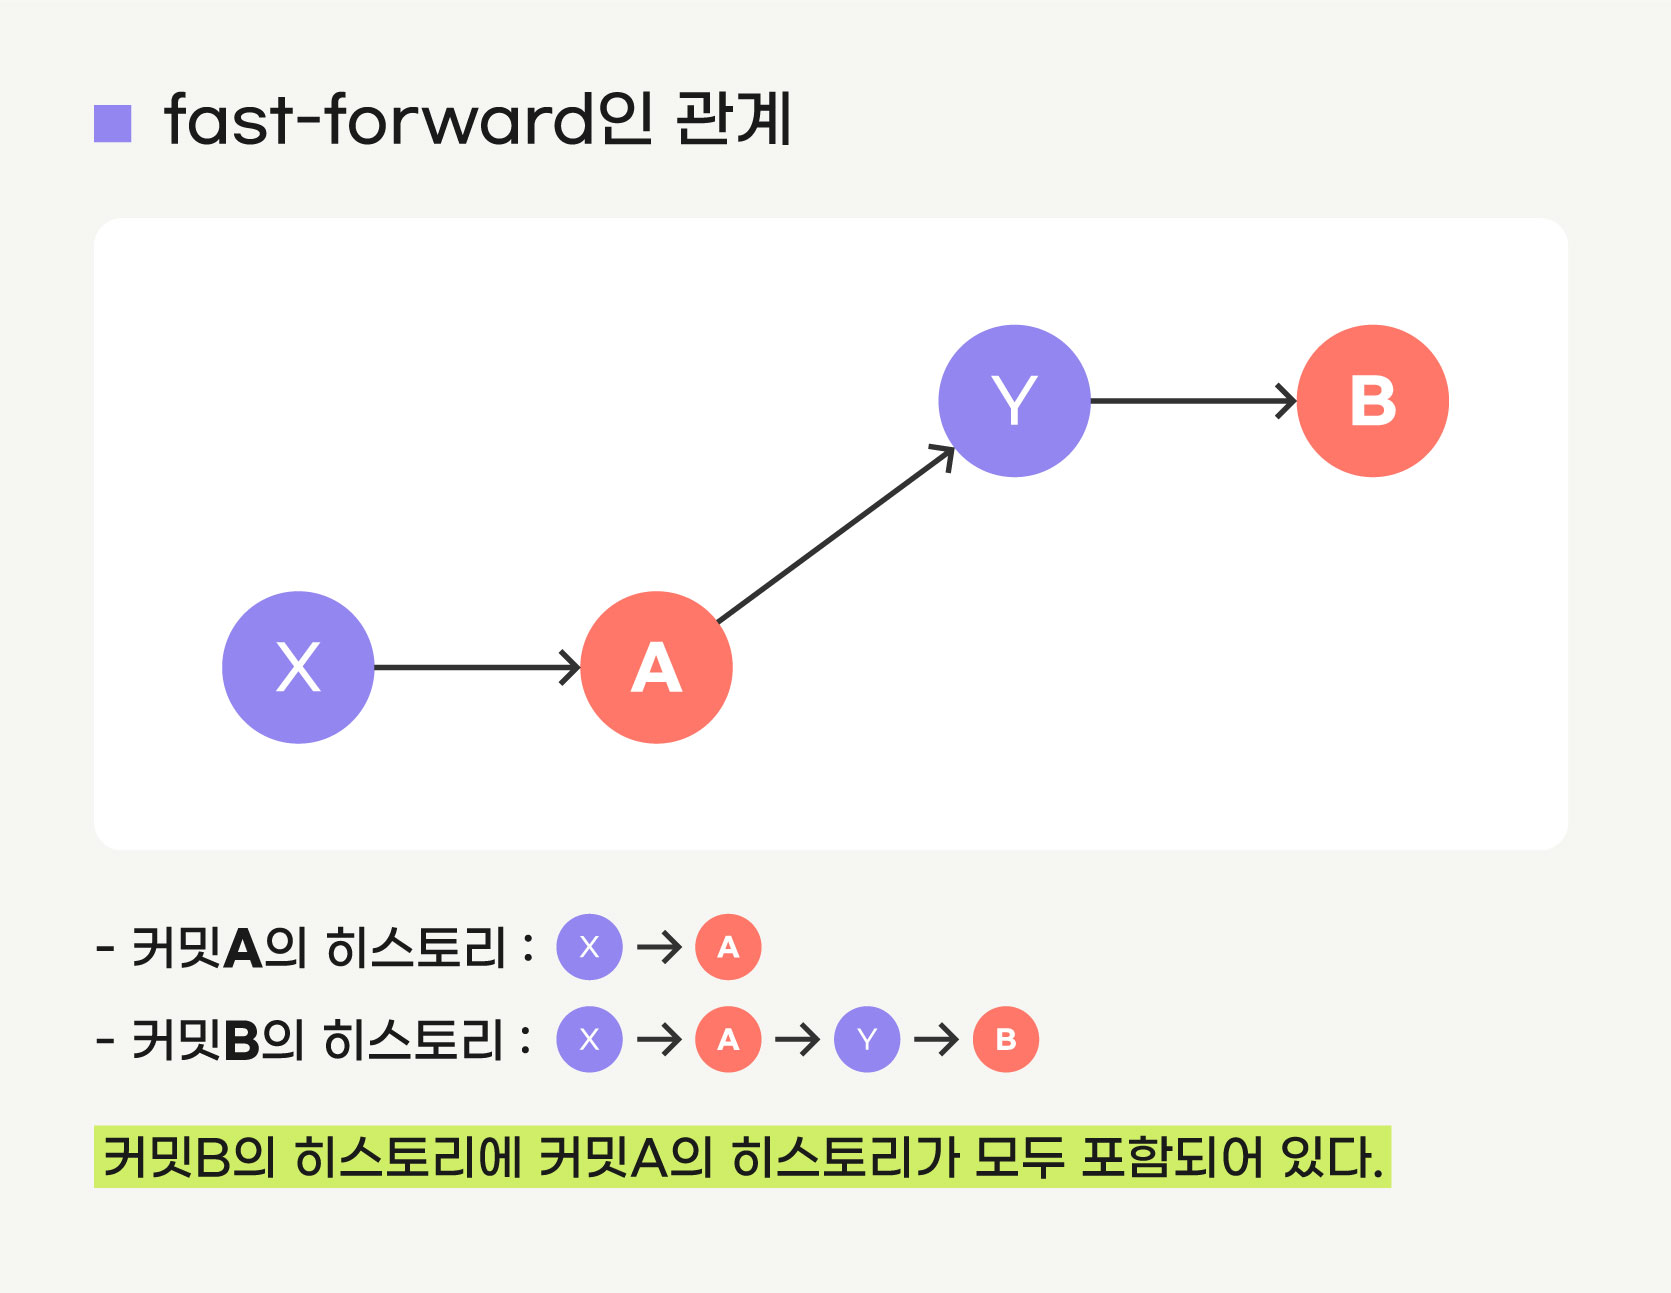 fast-forward인 관계
Y B
X A
- 커밋A의 히스토리 : X A
- 커밋B의 히스토리 : X A Y B
커밋B의 히스토리에 커밋A의 히스토리가 모두 포함되어 있다.